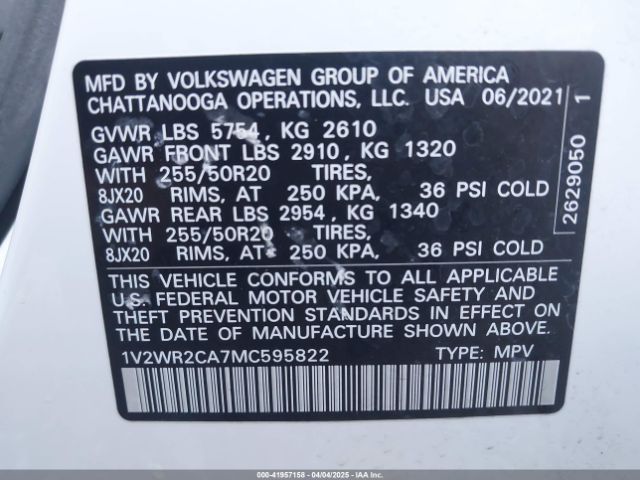 MFD BY VOLKSWAGEN GROUP OF AMERICA
CHATTANOOGA OPERATIONS, LLC. USA 06/2021
GVWR LBS 5754, KG 2610
GAWR FRONT LBS 2910, KG 1320
WITH 255/50R20 TIRES,
8JX20 RIMS, AT 250 KPA, 36 PSI COLD
GAWR REAR LBS 2954, KG 1340
WITH 255/50R20 TIRES,
8JX20 RIMS, AT 250 KPA, 36 PSI COLD
THIS VEHICLE CONFORMS TO ALL APPLICABLE
U.S. FEDERAL MOTOR VEHICLE SAFETY AND
THEFT PREVENTION STANDARDS IN EFFECT ON
THE DATE OF MANUFACTURE SHOWN ABOVE.
1V2WR2CA7MC595822 TYPE: MPV
2629050 1
000-41957158 - 04/04/2025 - IAAI.COM